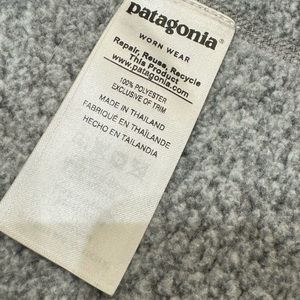 patagonia®
WORN WEAR
Repair, Reuse, Recycle
This Product
www.patagonia.com
100% POLYESTER
EXCLUSIVE OF TRIM
MADE IN THAILAND
FABRIQUÉ EN THAÏLANDE
HECHO EN TAILANDIA